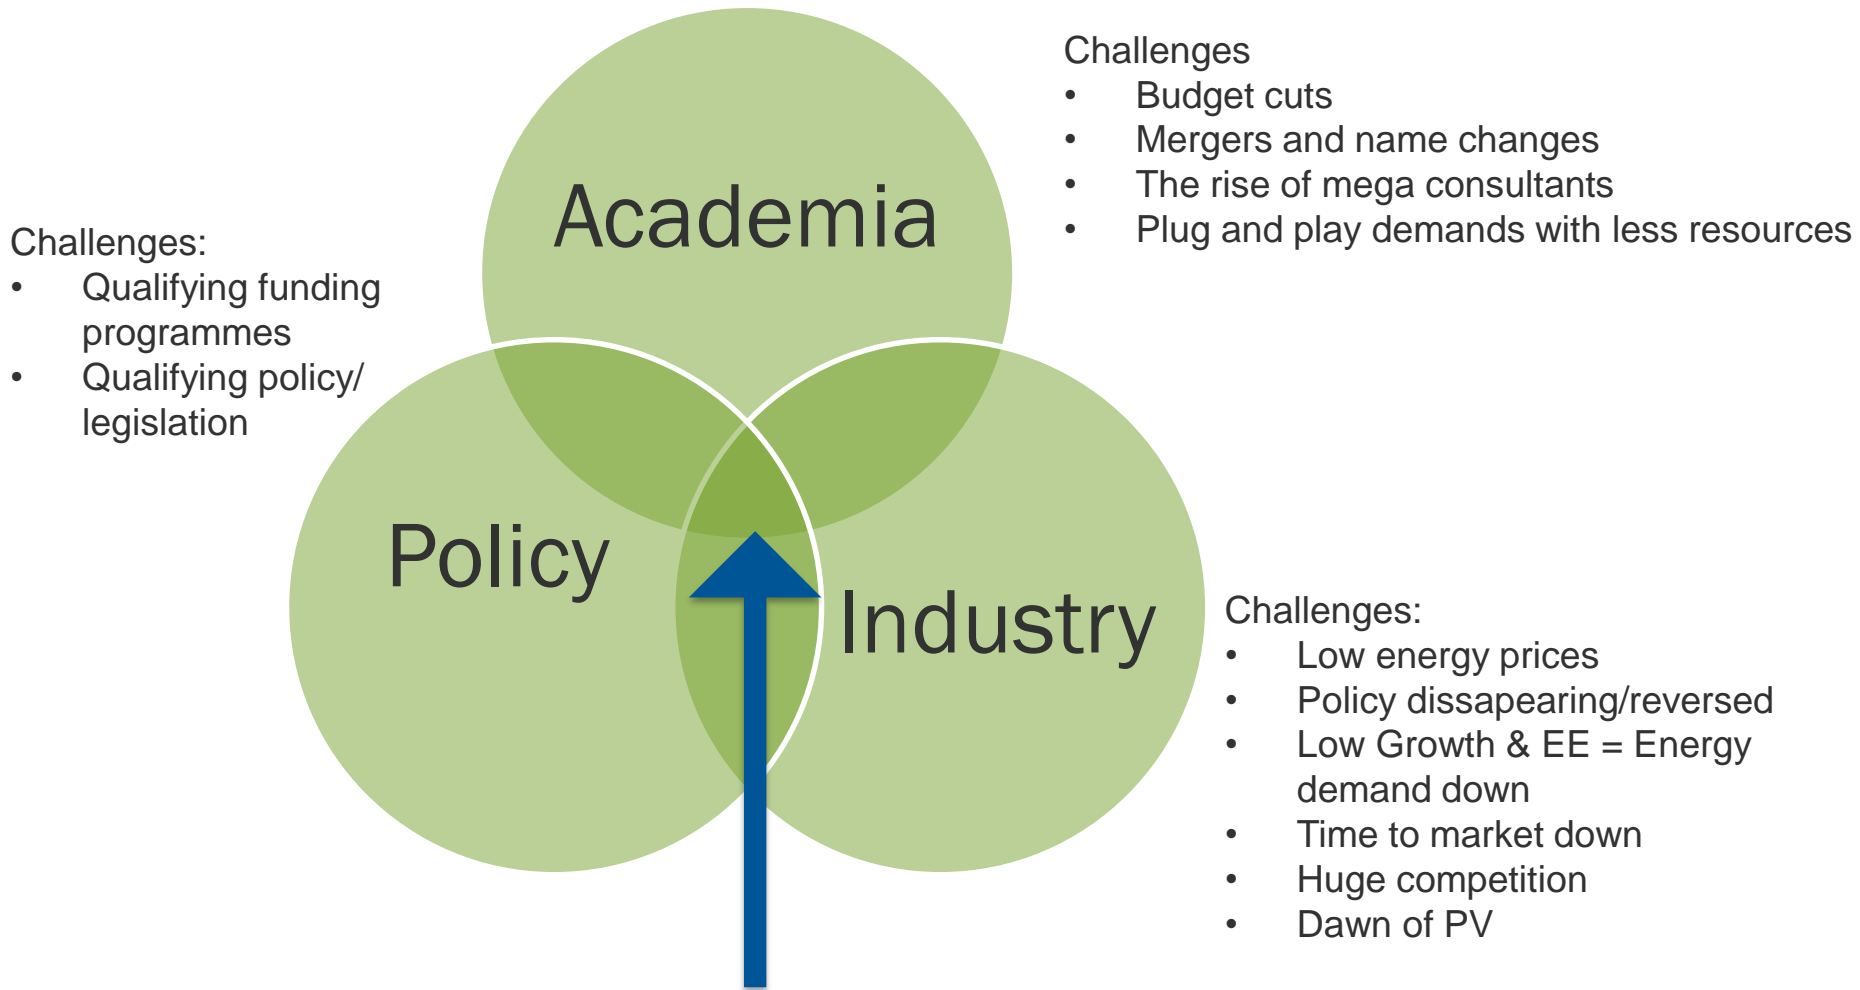 Academia
Challenges
• Budget cuts
• Mergers and name changes
• The rise of mega consultants
• Plug and play demands with less resources
Challenges:
• Qualifying funding
programmes
• Qualifying policy/
legislation
Policy
Industry
Challenges:
• Low energy prices
• Policy dissapearing/reversed
• Low Growth & EE = Energy
demand down
• Time to market down
• Huge competition
• Dawn of PV